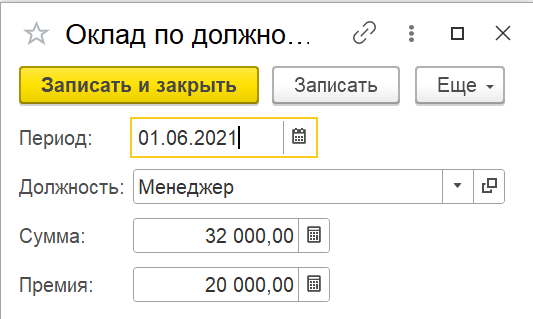 Оклад по должно...
Записать и закрыть Записать Еще
Период: 01.06.2021
Должность: Менеджер
Сумма: 32 000,00
Премия: 20 000,00